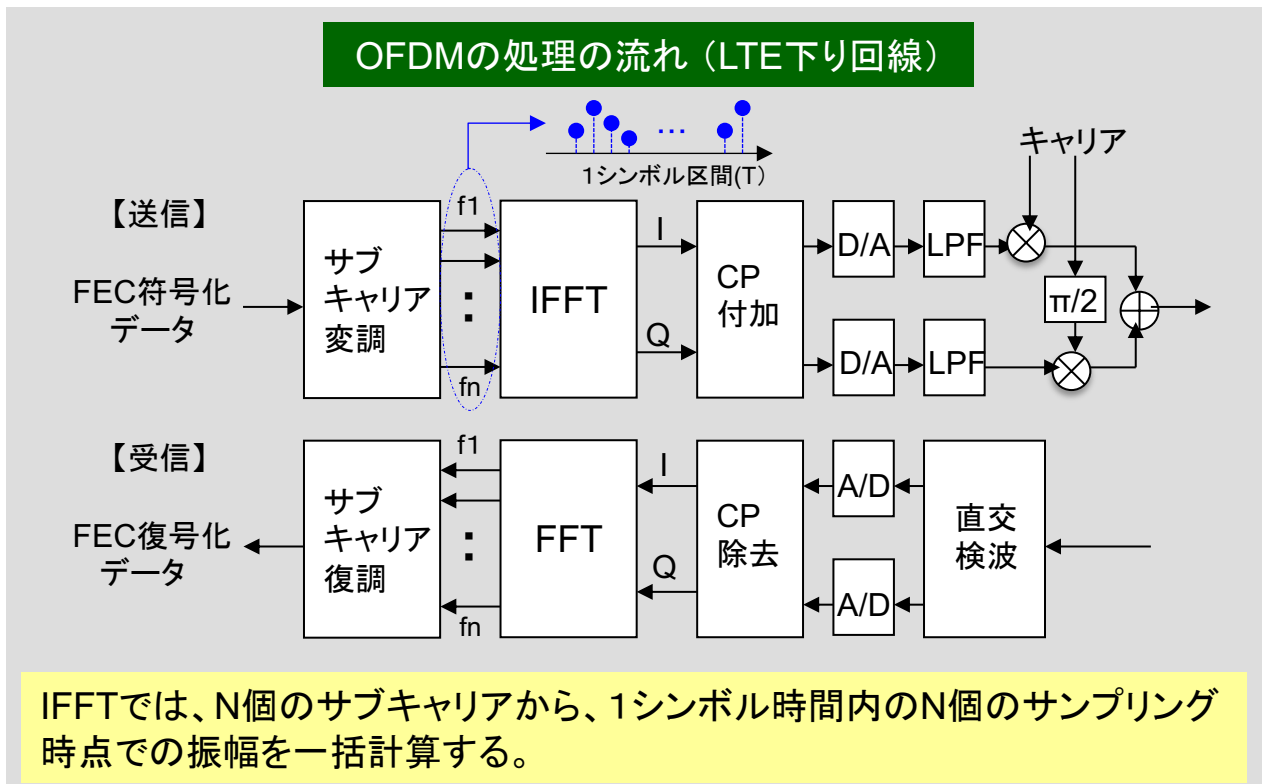 OFDMの処理の流れ（LTE下り回線）
…
キャリア
1シンボル区間(T)
【送信】
f1
I
D/A
LPF
サブ
キャリア
変調
FEC符号化
データ
:
IFFT
CP
付加
π/2
Q
D/A
LPF
fn
【受信】
f1
I
A/D
サブ
キャリア
復調
FEC復号化
データ
:
FFT
CP
除去
直交
検波
Q
A/D
fn
IFFTでは、N個のサブキャリアから、1シンボル時間内のN個のサンプリング
時点での振幅を一括計算する。